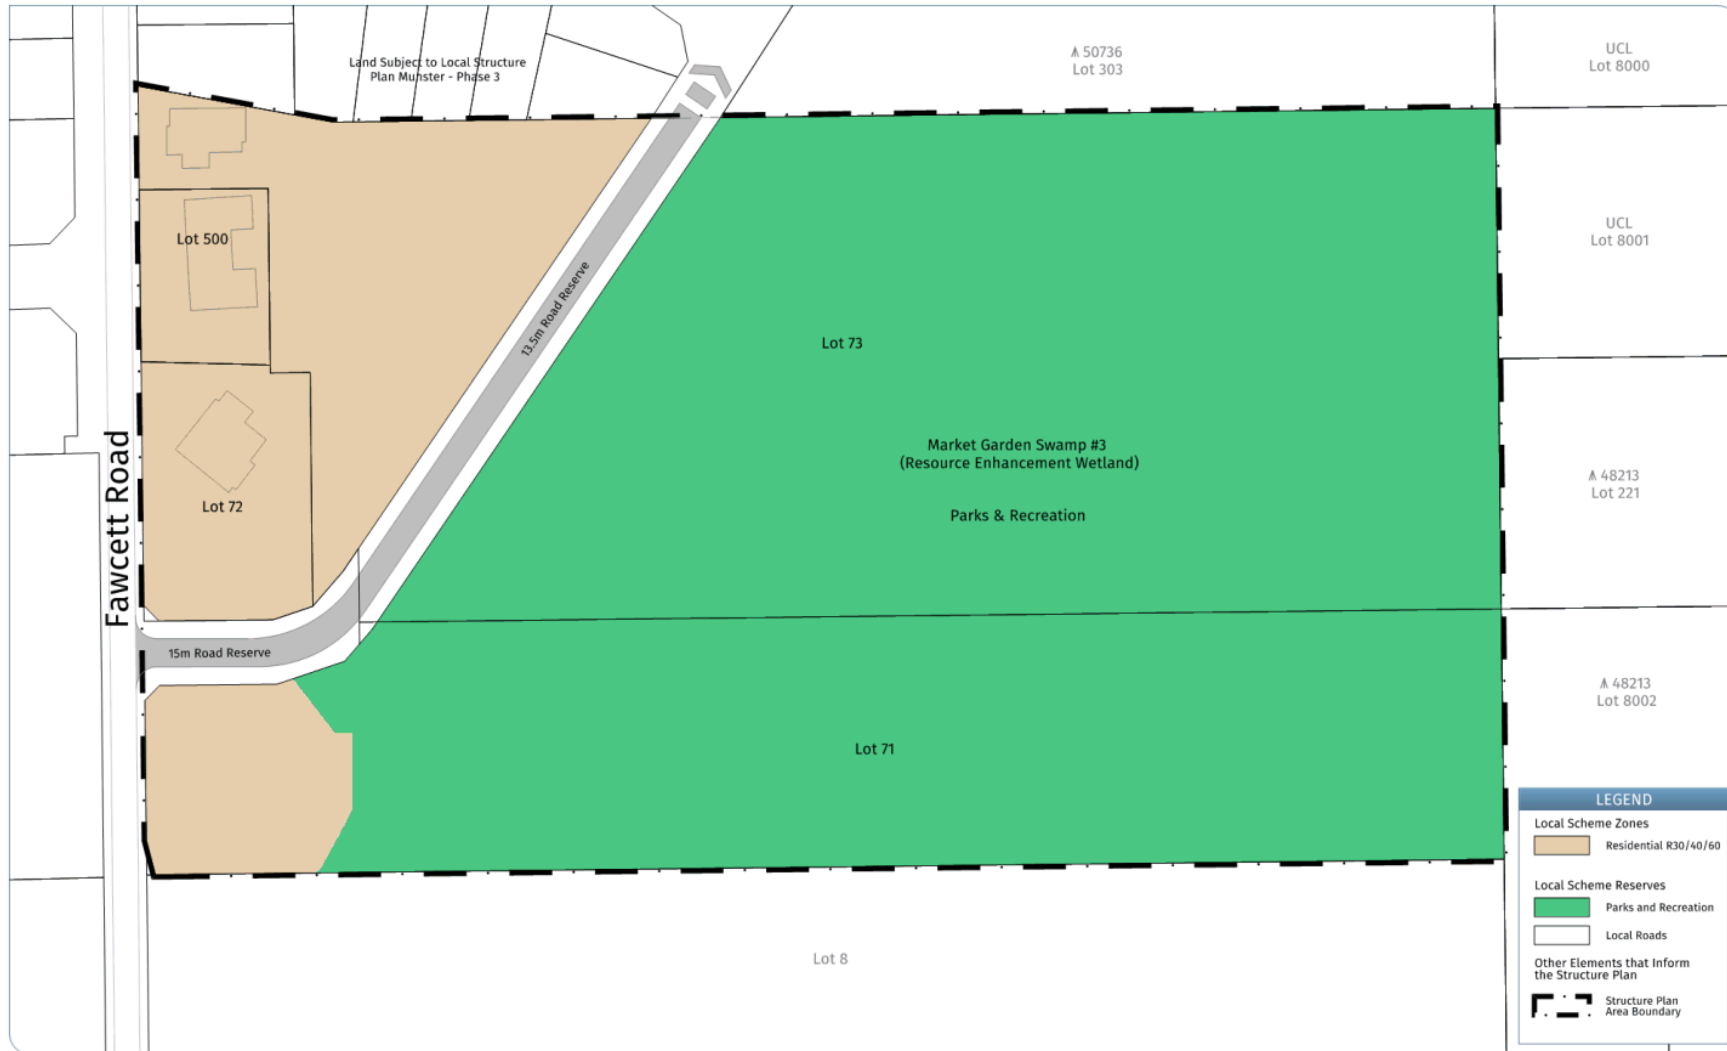 Land Subject to Local Structure
Plan Munster - Phase 3
50736
Lot 303
UCL
Lot 8000
UCL
Lot 8001
Lot 500
13.5m Road Reserve
Lot 73
Market Garden Swamp #3
(Resource Enhancement Wetland)
Parks & Recreation
48213
Lot 221
Fawcett Road
Lot 72
15m Road Reserve
48213
Lot 8002
Lot 71
Lot 8
LEGEND
Local Scheme Zones
Residential R30/40/60
Local Scheme Reserves
Parks and Recreation
Local Roads
Other Elements that Inform
the Structure Plan
Structure Plan
Area Boundary